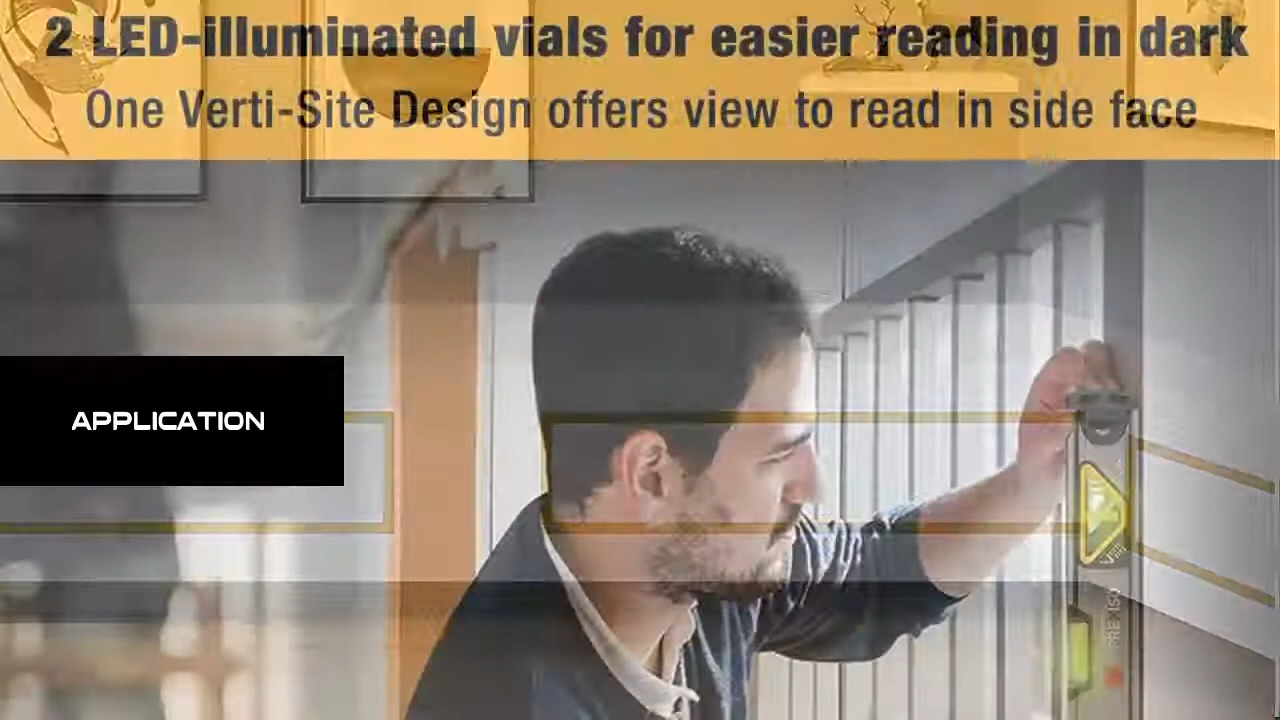 2 LED-illuminated vials for easier reading in dark
One Verti-Site Design offers view to read in side face
APPLICATION
PREXISO